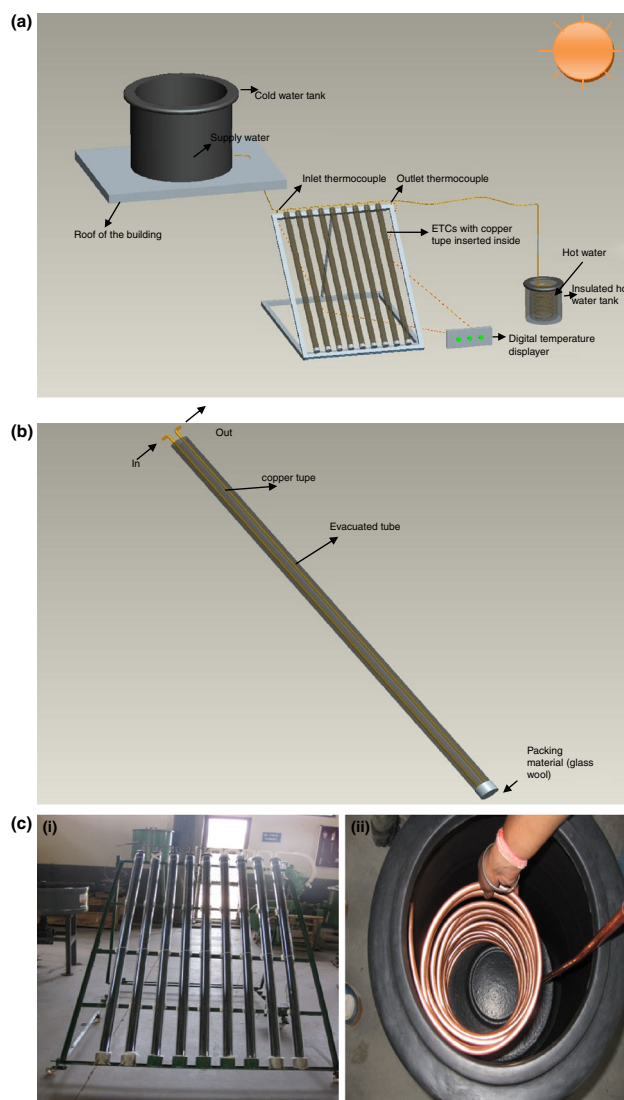 (a)
Cold water tank
Supply water
Inlet thermocouple
Outlet thermocouple
Roof of the building
ETCs with copper
tupe inserted inside
Hot water
Insulated ho
water tank
Digital temperature
displayer
(b)
Out
In
copper tupe
Evacuated tube
Packing
material (glass
wool)
(c)
(i)
(ii)